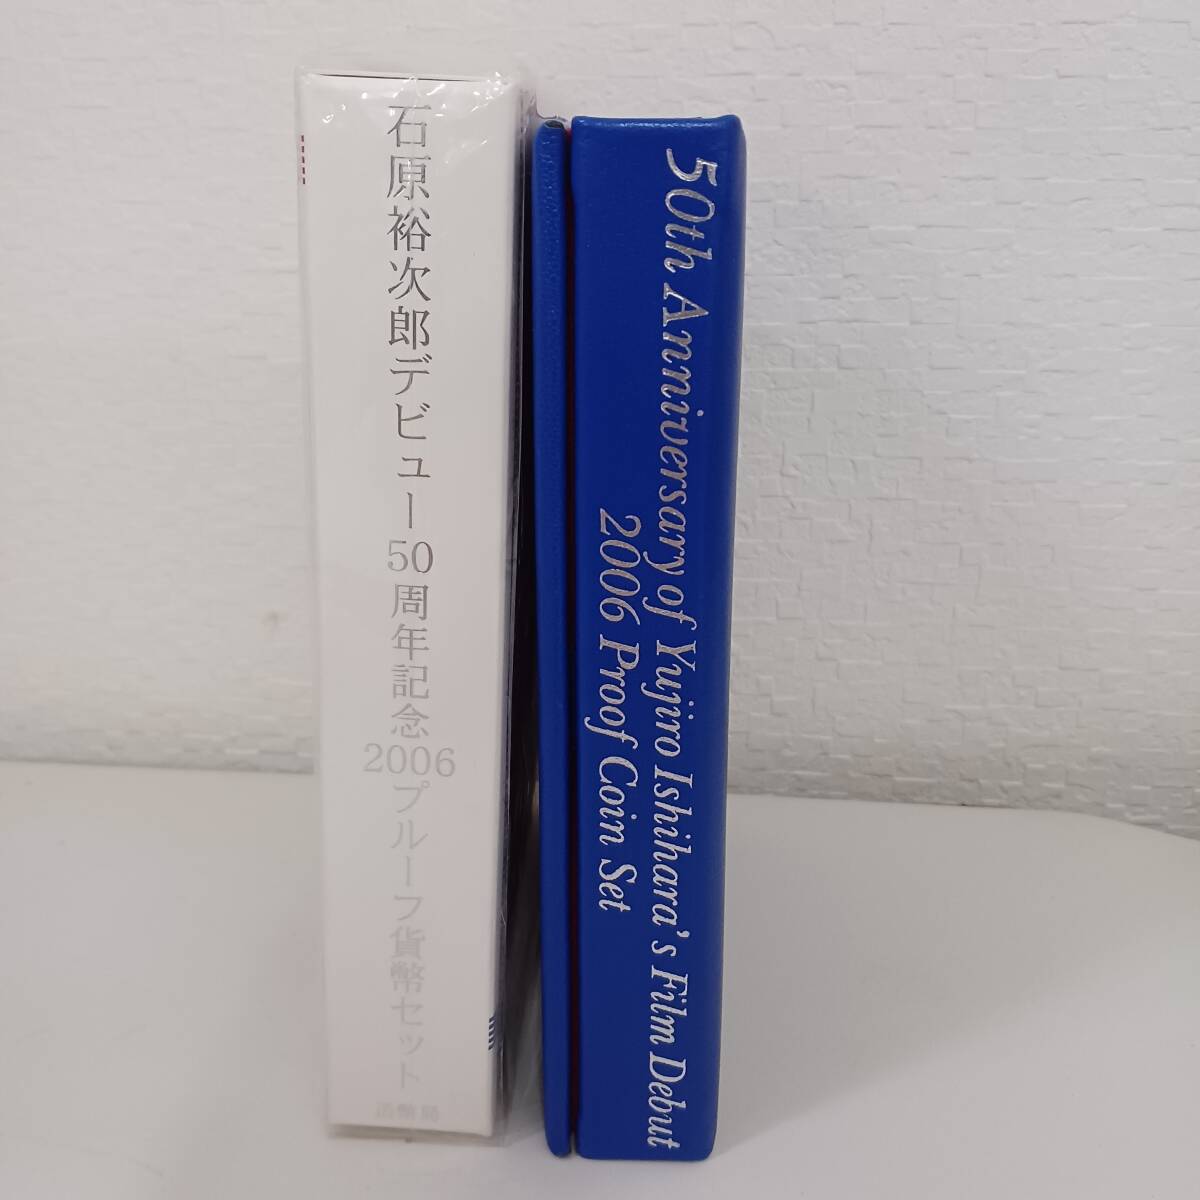 石原裕次郎デビュー50周年記念2006プルーフ貨幣セット
造幣局
50th Anniversary of Yujiro Ishihara's Film Debut
2006 Proof Coin Set